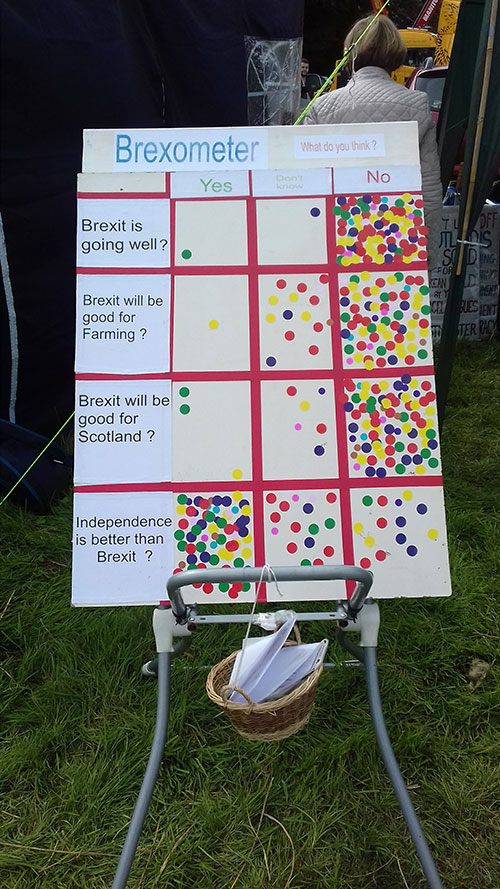 Brexometer
What do you think ?
Yes
Don't
know
No
Brexit is
going well ?
Brexit will be
good for
Farming ?
Brexit will be
good for
Scotland ?
Independence
is better than
Brexit ?